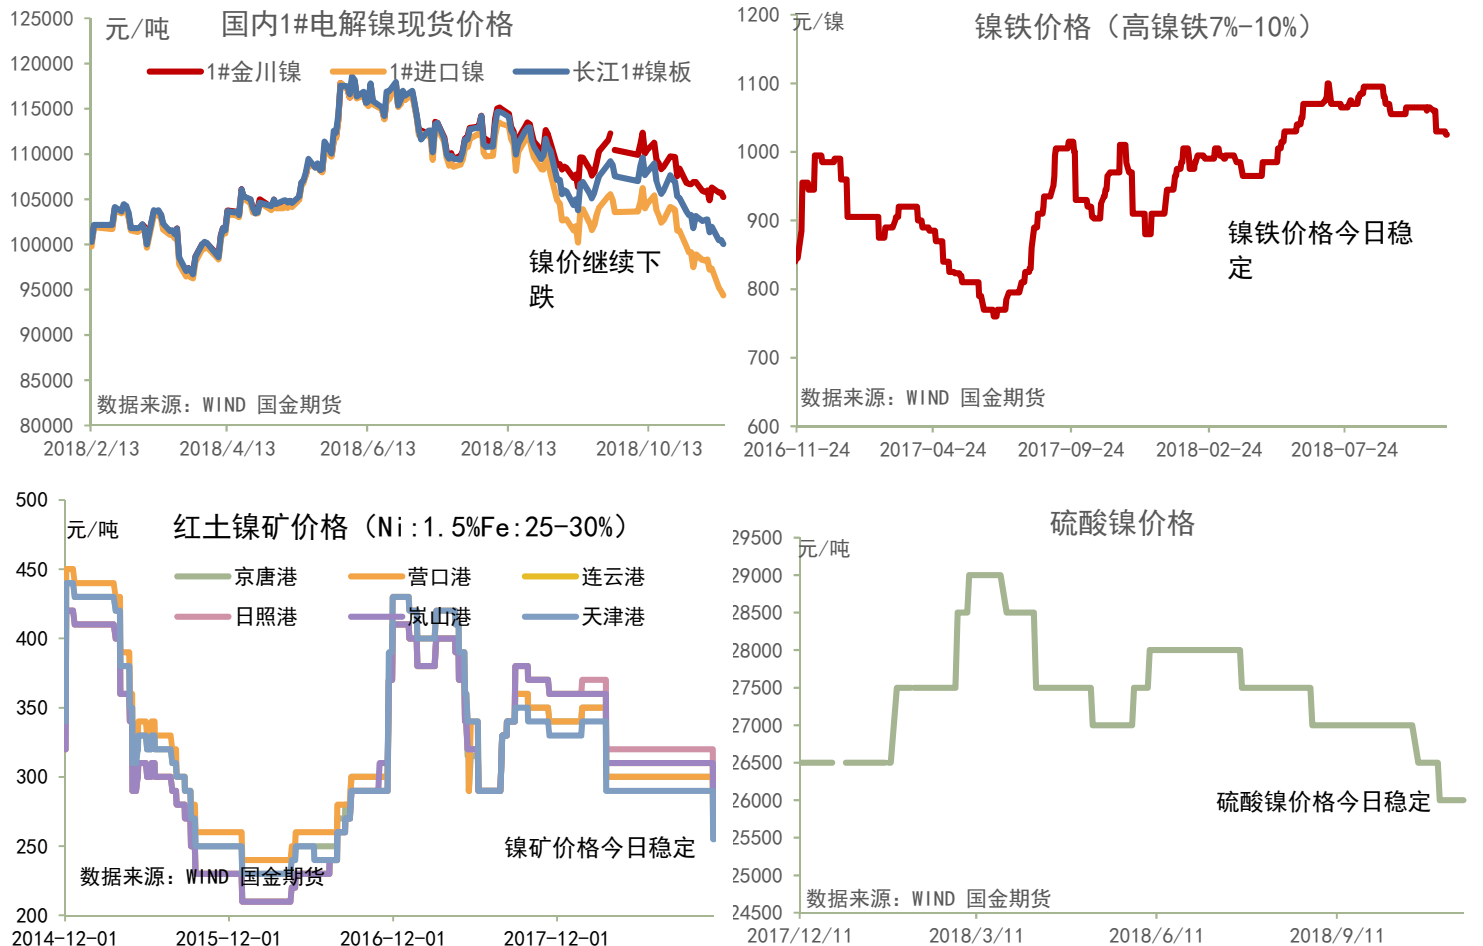 国内1#电解镍现货价格
元/吨
1#金川镍
1#进口镍
长江1#镍板
125000
120000
115000
110000
105000
100000
95000
90000
85000
80000
镍价继续下
跌
数据来源：WIND 国金期货
2018/2/13
2018/4/13
2018/6/13
2018/8/13
2018/10/13
镍铁价格（高镍铁7%-10%）
元/镍
1200
1100
1000
900
800
700
600
镍铁价格今日稳
定
数据来源：WIND 国金期货
2016-11-24
2017-04-24
2017-09-24
2018-02-24
2018-07-24
红土镍矿价格（Ni:1.5%Fe:25-30%）
元/吨
京唐港
营口港
连云港
日照港
岚山港
天津港
500
450
400
350
300
250
200
镍矿价格今日稳定
数据来源：WIND 国金期货
2014-12-01
2015-12-01
2016-12-01
2017-12-01
硫酸镍价格
元/吨
29500
29000
28500
28000
27500
27000
26500
26000
25500
25000
24500
硫酸镍价格今日稳定
数据来源：WIND 国金期货
2017/12/11
2018/3/11
2018/6/11
2018/9/11